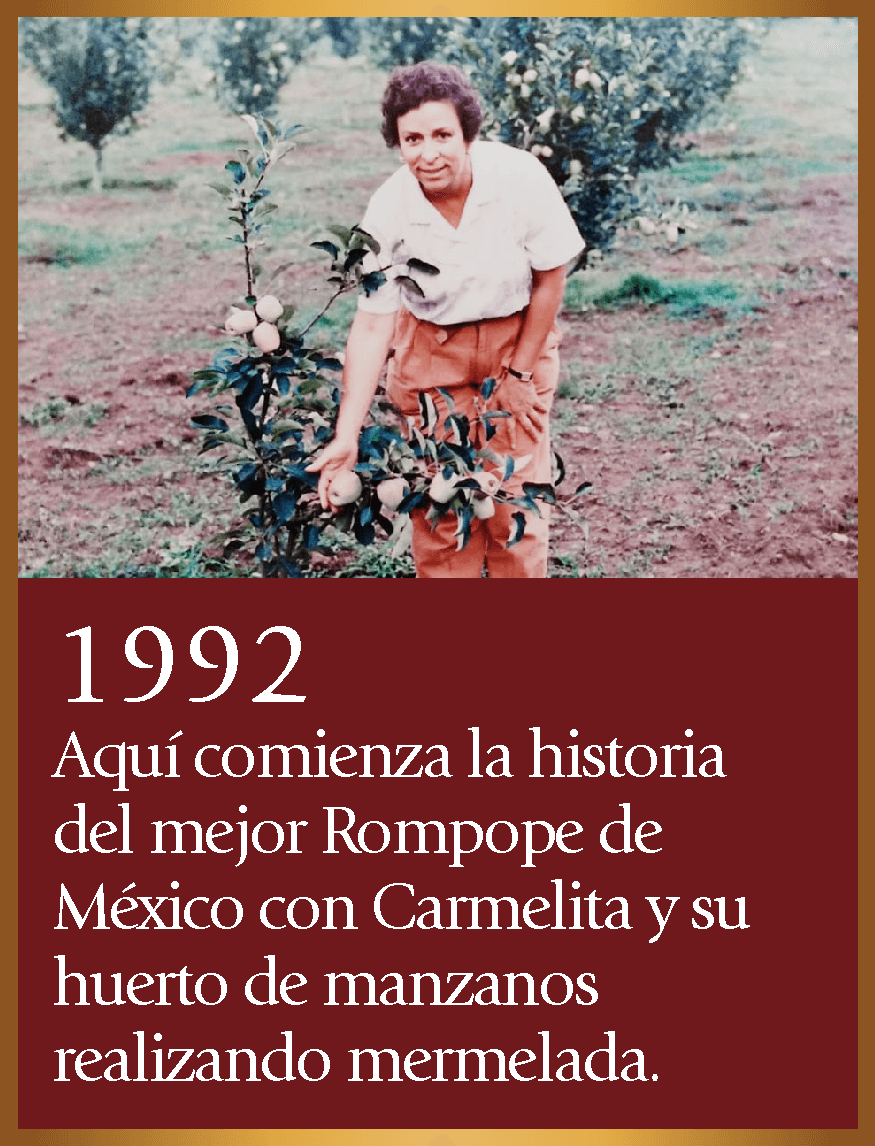 1992
Aquí comienza la historia
del mejor Rompope de
México con Carmelita y su
huerto de manzanos
realizando mermelada.